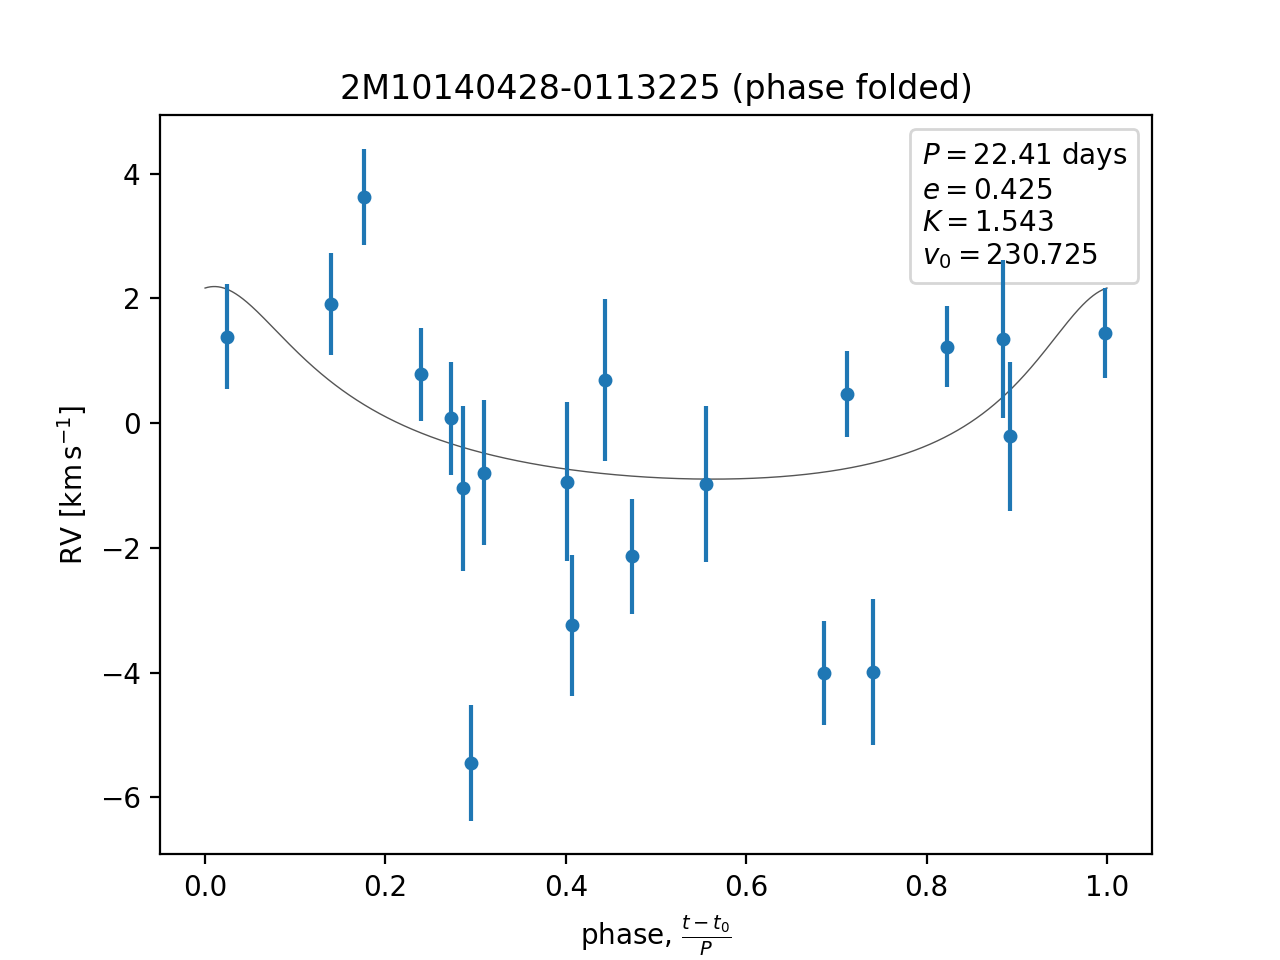 2M10140428-0113225 (phase folded)
P = 22.41 days
e = 0.425
K = 1.543
v₀ = 230.725
4
2
0
−2
−4
−6
RV [km s⁻¹]
0.0 0.2 0.4 0.6 0.8 1.0
phase, (t − t₀)/P